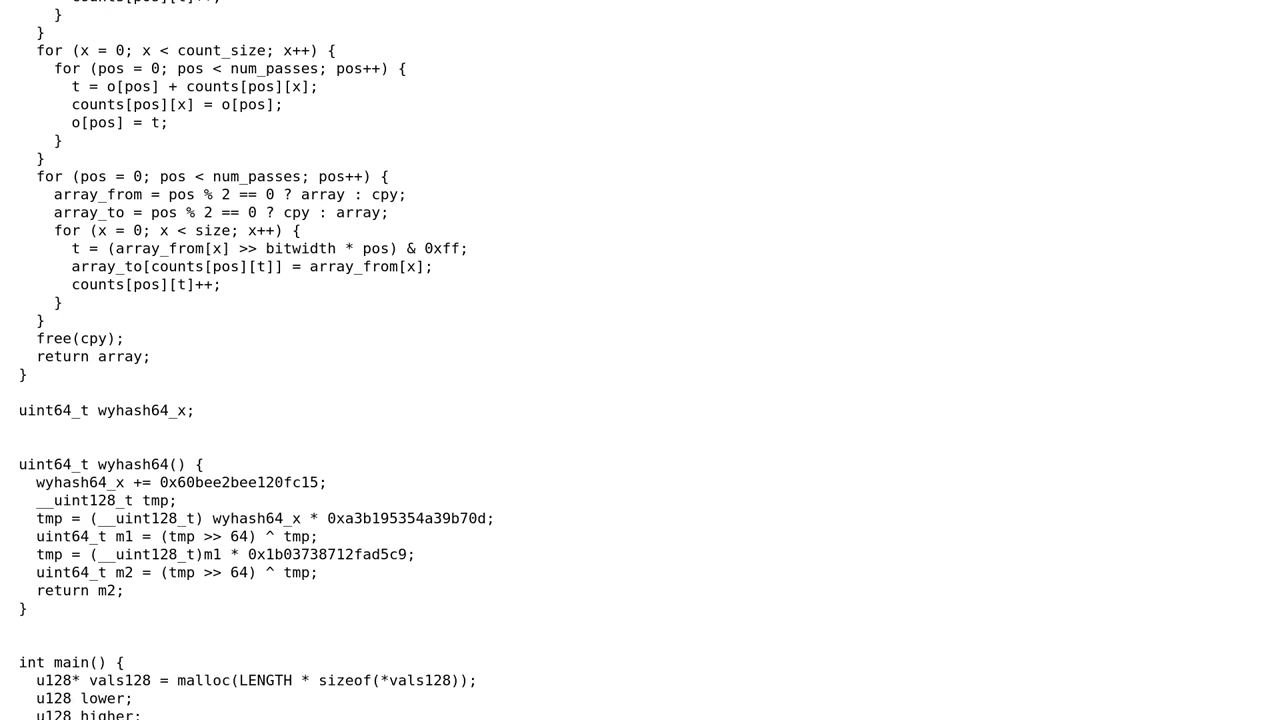 counts[pos][t]++;
    }
  }
  for (x = 0; x < count_size; x++) {
    for (pos = 0; pos < num_passes; pos++) {
      t = o[pos] + counts[pos][x];
      counts[pos][x] = o[pos];
      o[pos] = t;
    }
  }
  for (pos = 0; pos < num_passes; pos++) {
    array_from = pos % 2 == 0 ? array : cpy;
    array_to = pos % 2 == 0 ? cpy : array;
    for (x = 0; x < size; x++) {
      t = (array_from[x] >> bitwidth * pos) & 0xff;
      array_to[counts[pos][t]] = array_from[x];
      counts[pos][t]++;
    }
  }
  free(cpy);
  return array;
}

uint64_t wyhash64_x;


uint64_t wyhash64() {
  wyhash64_x += 0x60bee2bee120fc15;
  __uint128_t tmp;
  tmp = (__uint128_t) wyhash64_x * 0xa3b195354a39b70d;
  uint64_t m1 = (tmp >> 64) ^ tmp;
  tmp = (__uint128_t)m1 * 0x1b03738712fad5c9;
  uint64_t m2 = (tmp >> 64) ^ tmp;
  return m2;
}


int main() {
  u128* vals128 = malloc(LENGTH * sizeof(*vals128));
  u128 lower;
  u128 higher;